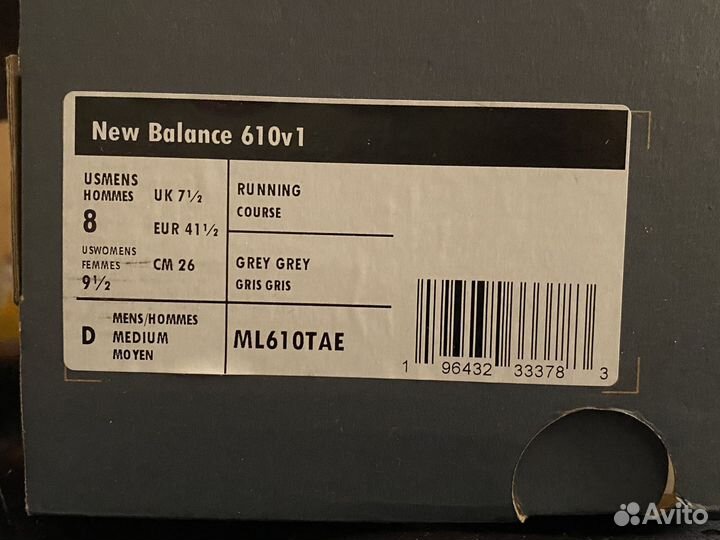 New Balance 610v1
USMENS
HOMMES
8
UK 7½
EUR 41½
USWOMENS
FEMMES
9½
CM 26
RUNNING
COURSE
GREY GREY
GRIS GRIS
D
MENS/HOMMES
MEDIUM
MOYEN
ML610TAE
1 96432 33378 3
Avito